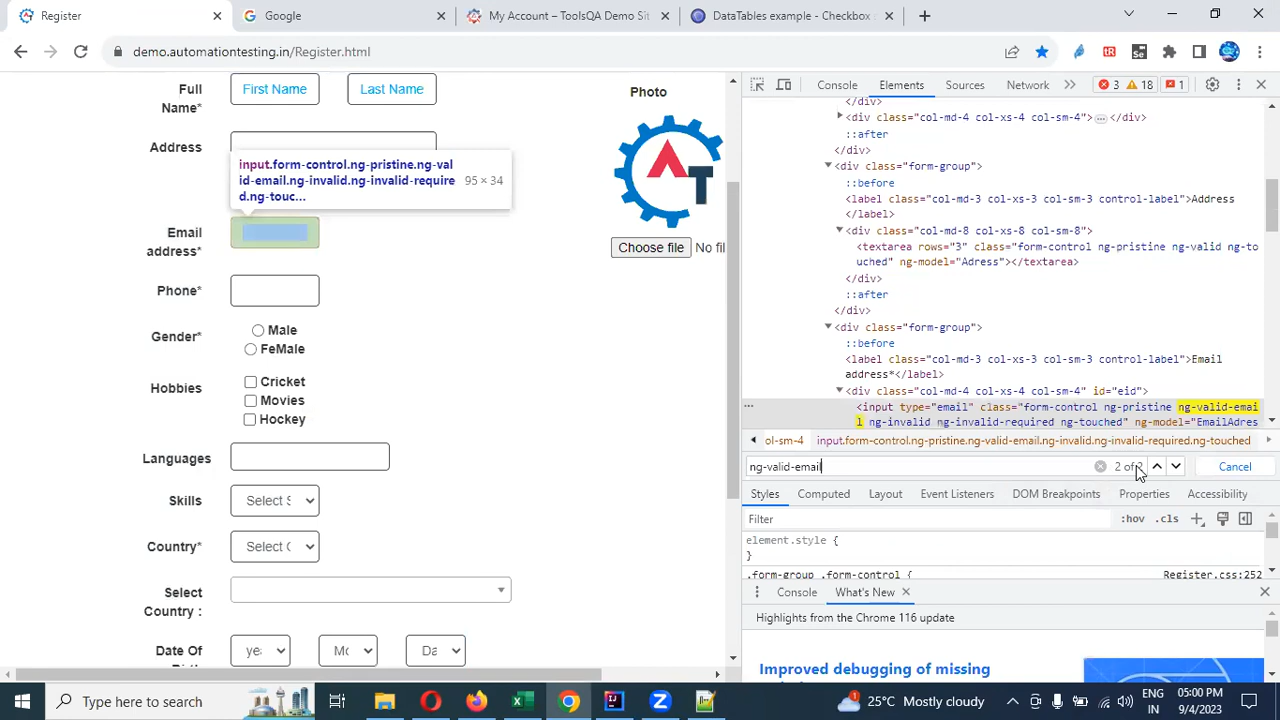 Register
Google
My Account – ToolsQA Demo Sit
DataTables example - Checkbox
demo.automationtesting.in/Register.html
Full
Name*
First Name
Last Name
Address
input.form-control.ng-pristine.ng-val
id-email.ng-invalid.ng-invalid-require
d.ng-touc...
95 × 34
Email
address*
Phone*
Gender*
Male
FeMale
Hobbies
Cricket
Movies
Hockey
Languages
Skills
Select S
Country*
Select C
Select
Country :
Date Of
ye
Mo
Da
Photo
Choose file
No fil
Console
Elements
Sources
Network
3
18
1
</div>
<div class="col-md-4 col-xs-4 col-sm-4">…</div>
::after
</div>
<div class="form-group">
::before
<label class="col-md-3 col-xs-3 col-sm-3 control-label">Address
</label>
<div class="col-md-8 col-xs-8 col-sm-8">
<textarea rows="3" class="form-control ng-pristine ng-valid ng-to
uched" ng-model="Adress"></textarea>
</div>
::after
</div>
<div class="form-group">
::before
<label class="col-md-3 col-xs-3 col-sm-3 control-label">Email
address*</label>
<div class="col-md-4 col-xs-4 col-sm-4" id="eid">
<input type="email" class="form-control ng-pristine ng-valid-emai
l ng-invalid ng-invalid-required ng-touched" ng-model="EmailAdres
ol-sm-4
input.form-control.ng-pristine.ng-valid-email.ng-invalid.ng-invalid-required.ng-touched
ng-valid-email
2 of
Cancel
Styles
Computed
Layout
Event Listeners
DOM Breakpoints
Properties
Accessibility
Filter
:hov
.cls
element.style {
}
.form-group .form-control {
Register.css:252
Console
What's New
Highlights from the Chrome 116 update
Improved debugging of missing
Type here to search
25°C Mostly cloudy
ENG
IN
05:00 PM
9/4/2023